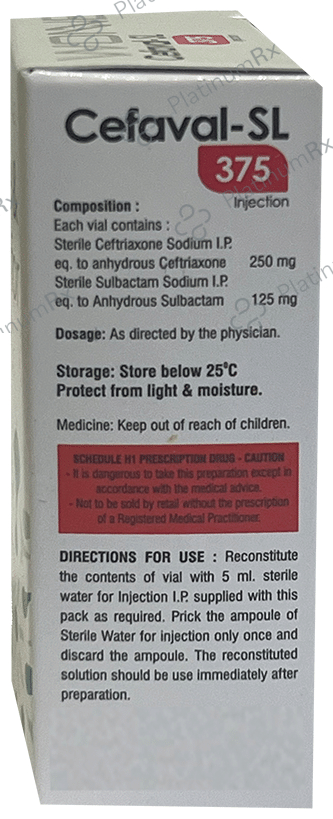 Cefaval-SL
375
Injection
Composition :
Each vial contains :
Sterile Ceftriaxone Sodium I.P.
eq. to anhydrous Ceftriaxone 250 mg
Sterile Sulbactam Sodium I.P.
eq. to Anhydrous Sulbactam 125 mg
Dosage: As directed by the physician.
Storage: Store below 25°C
Protect from light & moisture.
Medicine: Keep out of reach of children.
SCHEDULE H1 PRESCRIPTION DRUG - CAUTION
- It is dangerous to take this preparation except in
accordance with the medical advice.
- Not to be sold by retail without the prescription
of a Registered Medical Practitioner.
DIRECTIONS FOR USE : Reconstitute
the contents of vial with 5 ml. sterile
water for Injection I.P. supplied with this
pack as required. Prick the ampoule of
Sterile Water for injection only once and
discard the ampoule. The reconstituted
solution should be use immediately after
preparation.
PlatinumRx